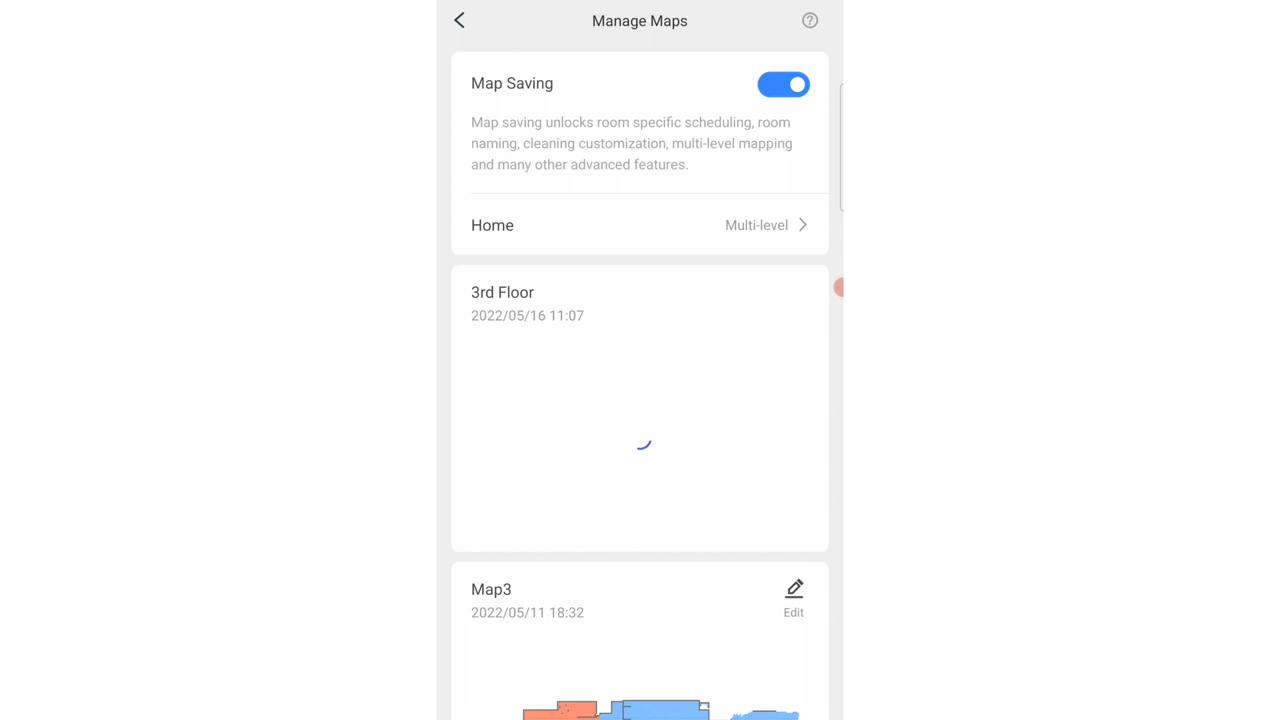 Manage Maps
Map Saving
Map saving unlocks room specific scheduling, room
naming, cleaning customization, multi-level mapping
and many other advanced features.
Home Multi-level
3rd Floor
2022/05/16 11:07
Map3
2022/05/11 18:32 Edit